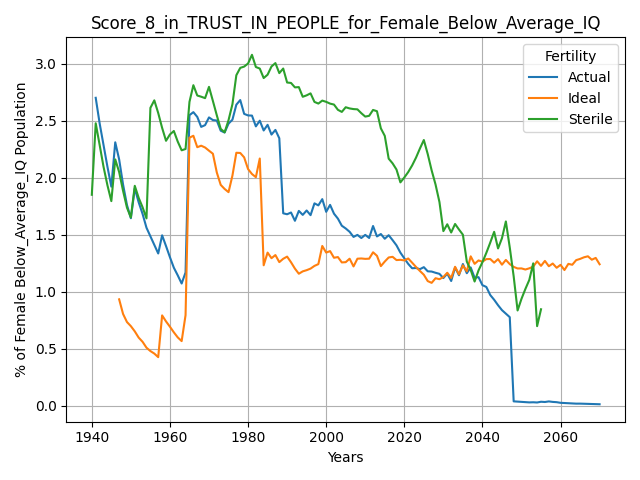 Score_8_in_TRUST_IN_PEOPLE_for_Female_Below_Average_IQ
% of Female Below_Average_IQ Population
3.0
2.5
2.0
1.5
1.0
0.5
0.0
Fertility
Actual
Ideal
Sterile
1940 1960 1980 2000 2020 2040 2060
Years